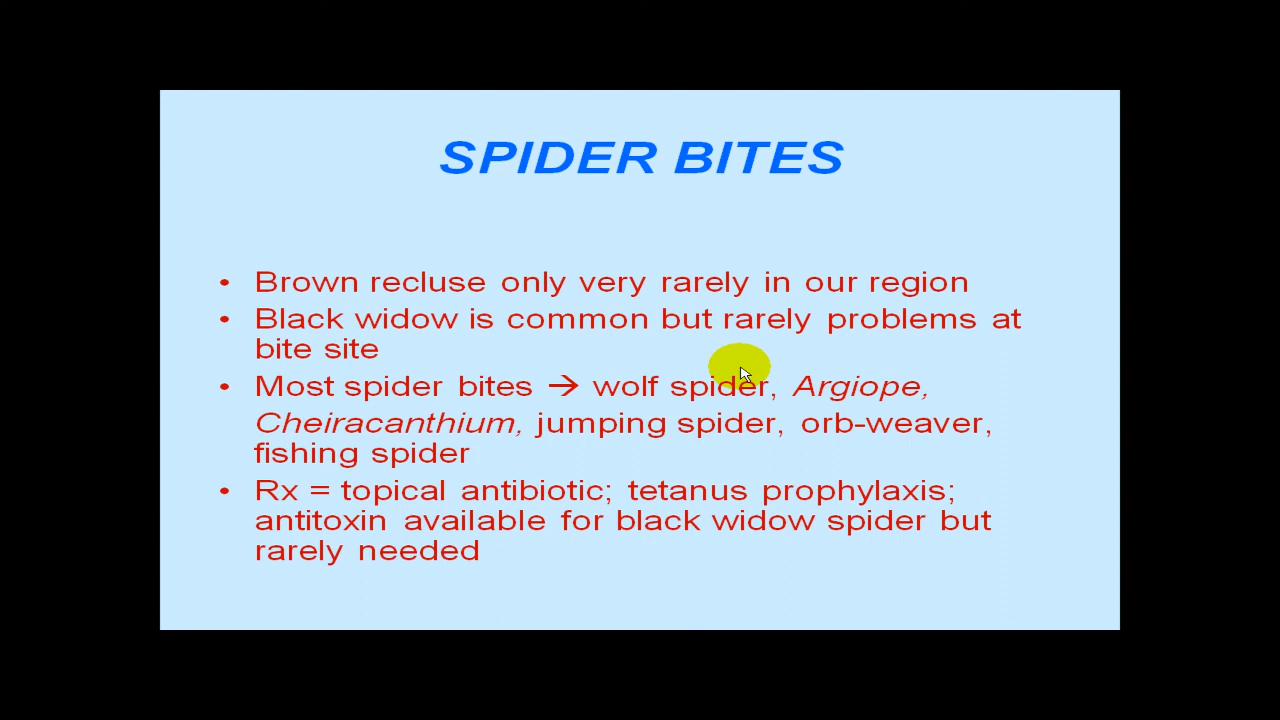 SPIDER BITES
• Brown recluse only very rarely in our region
• Black widow is common but rarely problems at
bite site
• Most spider bites → wolf spider, Argiope,
Cheiracanthium, jumping spider, orb-weaver,
fishing spider
• Rx = topical antibiotic; tetanus prophylaxis;
antitoxin available for black widow spider but
rarely needed